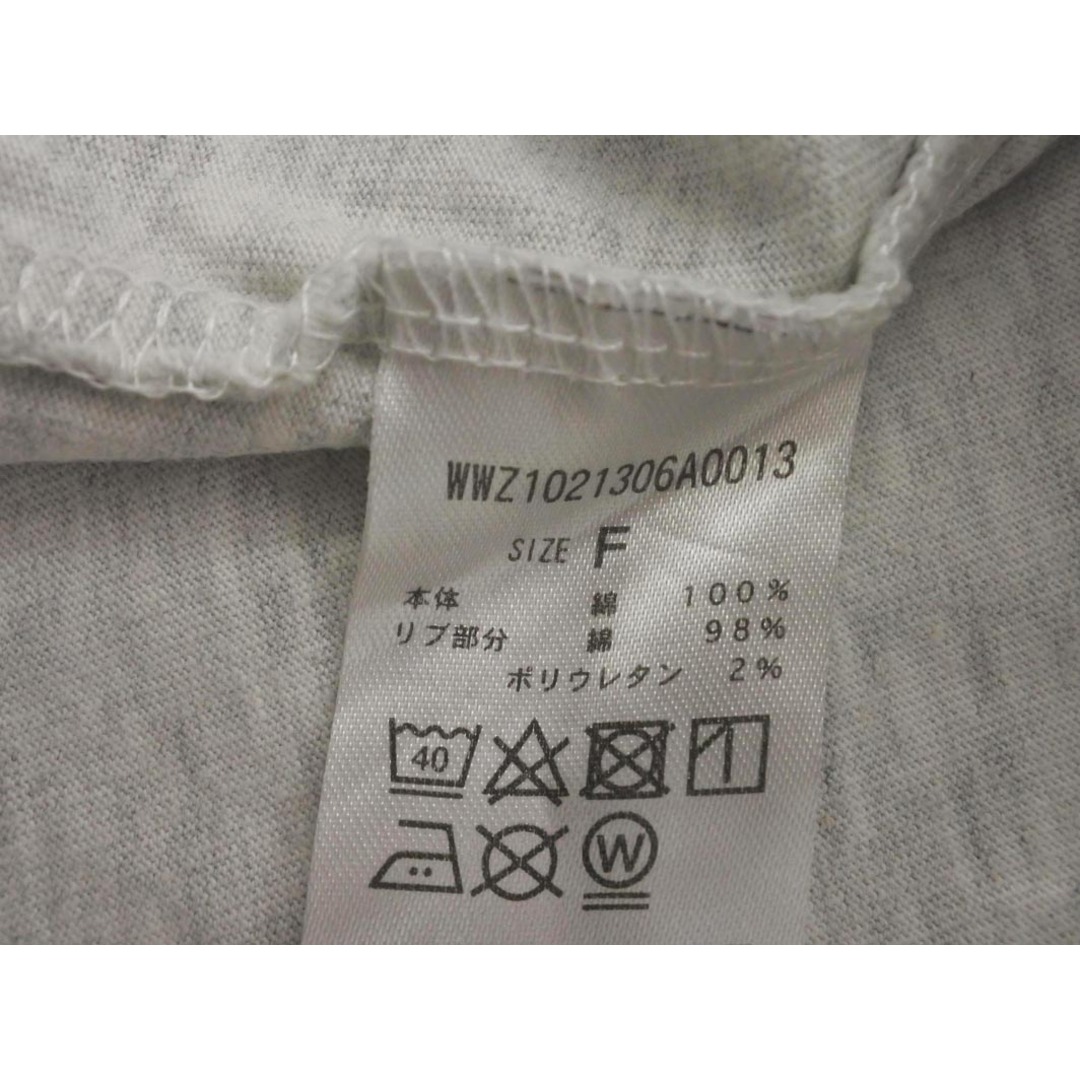 WWZ1021306A0013
SIZE F
本体 綿 100%
リブ部分 綿 98%
ポリウレタン 2%
40
W